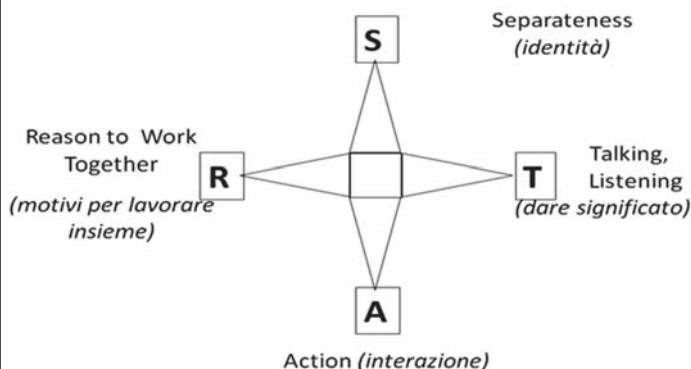 S
Separateness
(identità)
Reason to Work
Together
R
(motivi per lavorare
insieme)
T
Talking,
Listening
(dare significato)
A
Action (interazione)